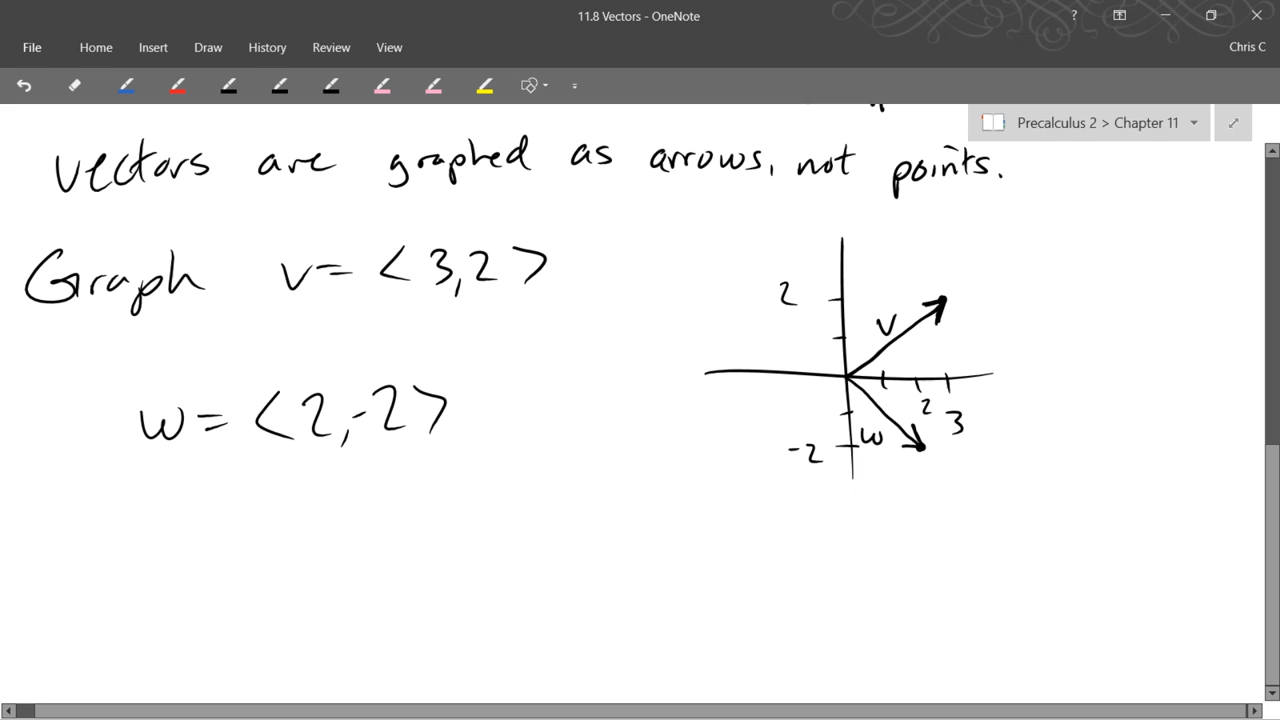 11.8 Vectors - OneNote
?
File Home Insert Draw History Review View
Chris C
Precalculus 2 > Chapter 11
vectors are graphed as arrows, not points.
Graph v = < 3,2 >
w = < 2,-2 >
2
v
2
3
w
-2